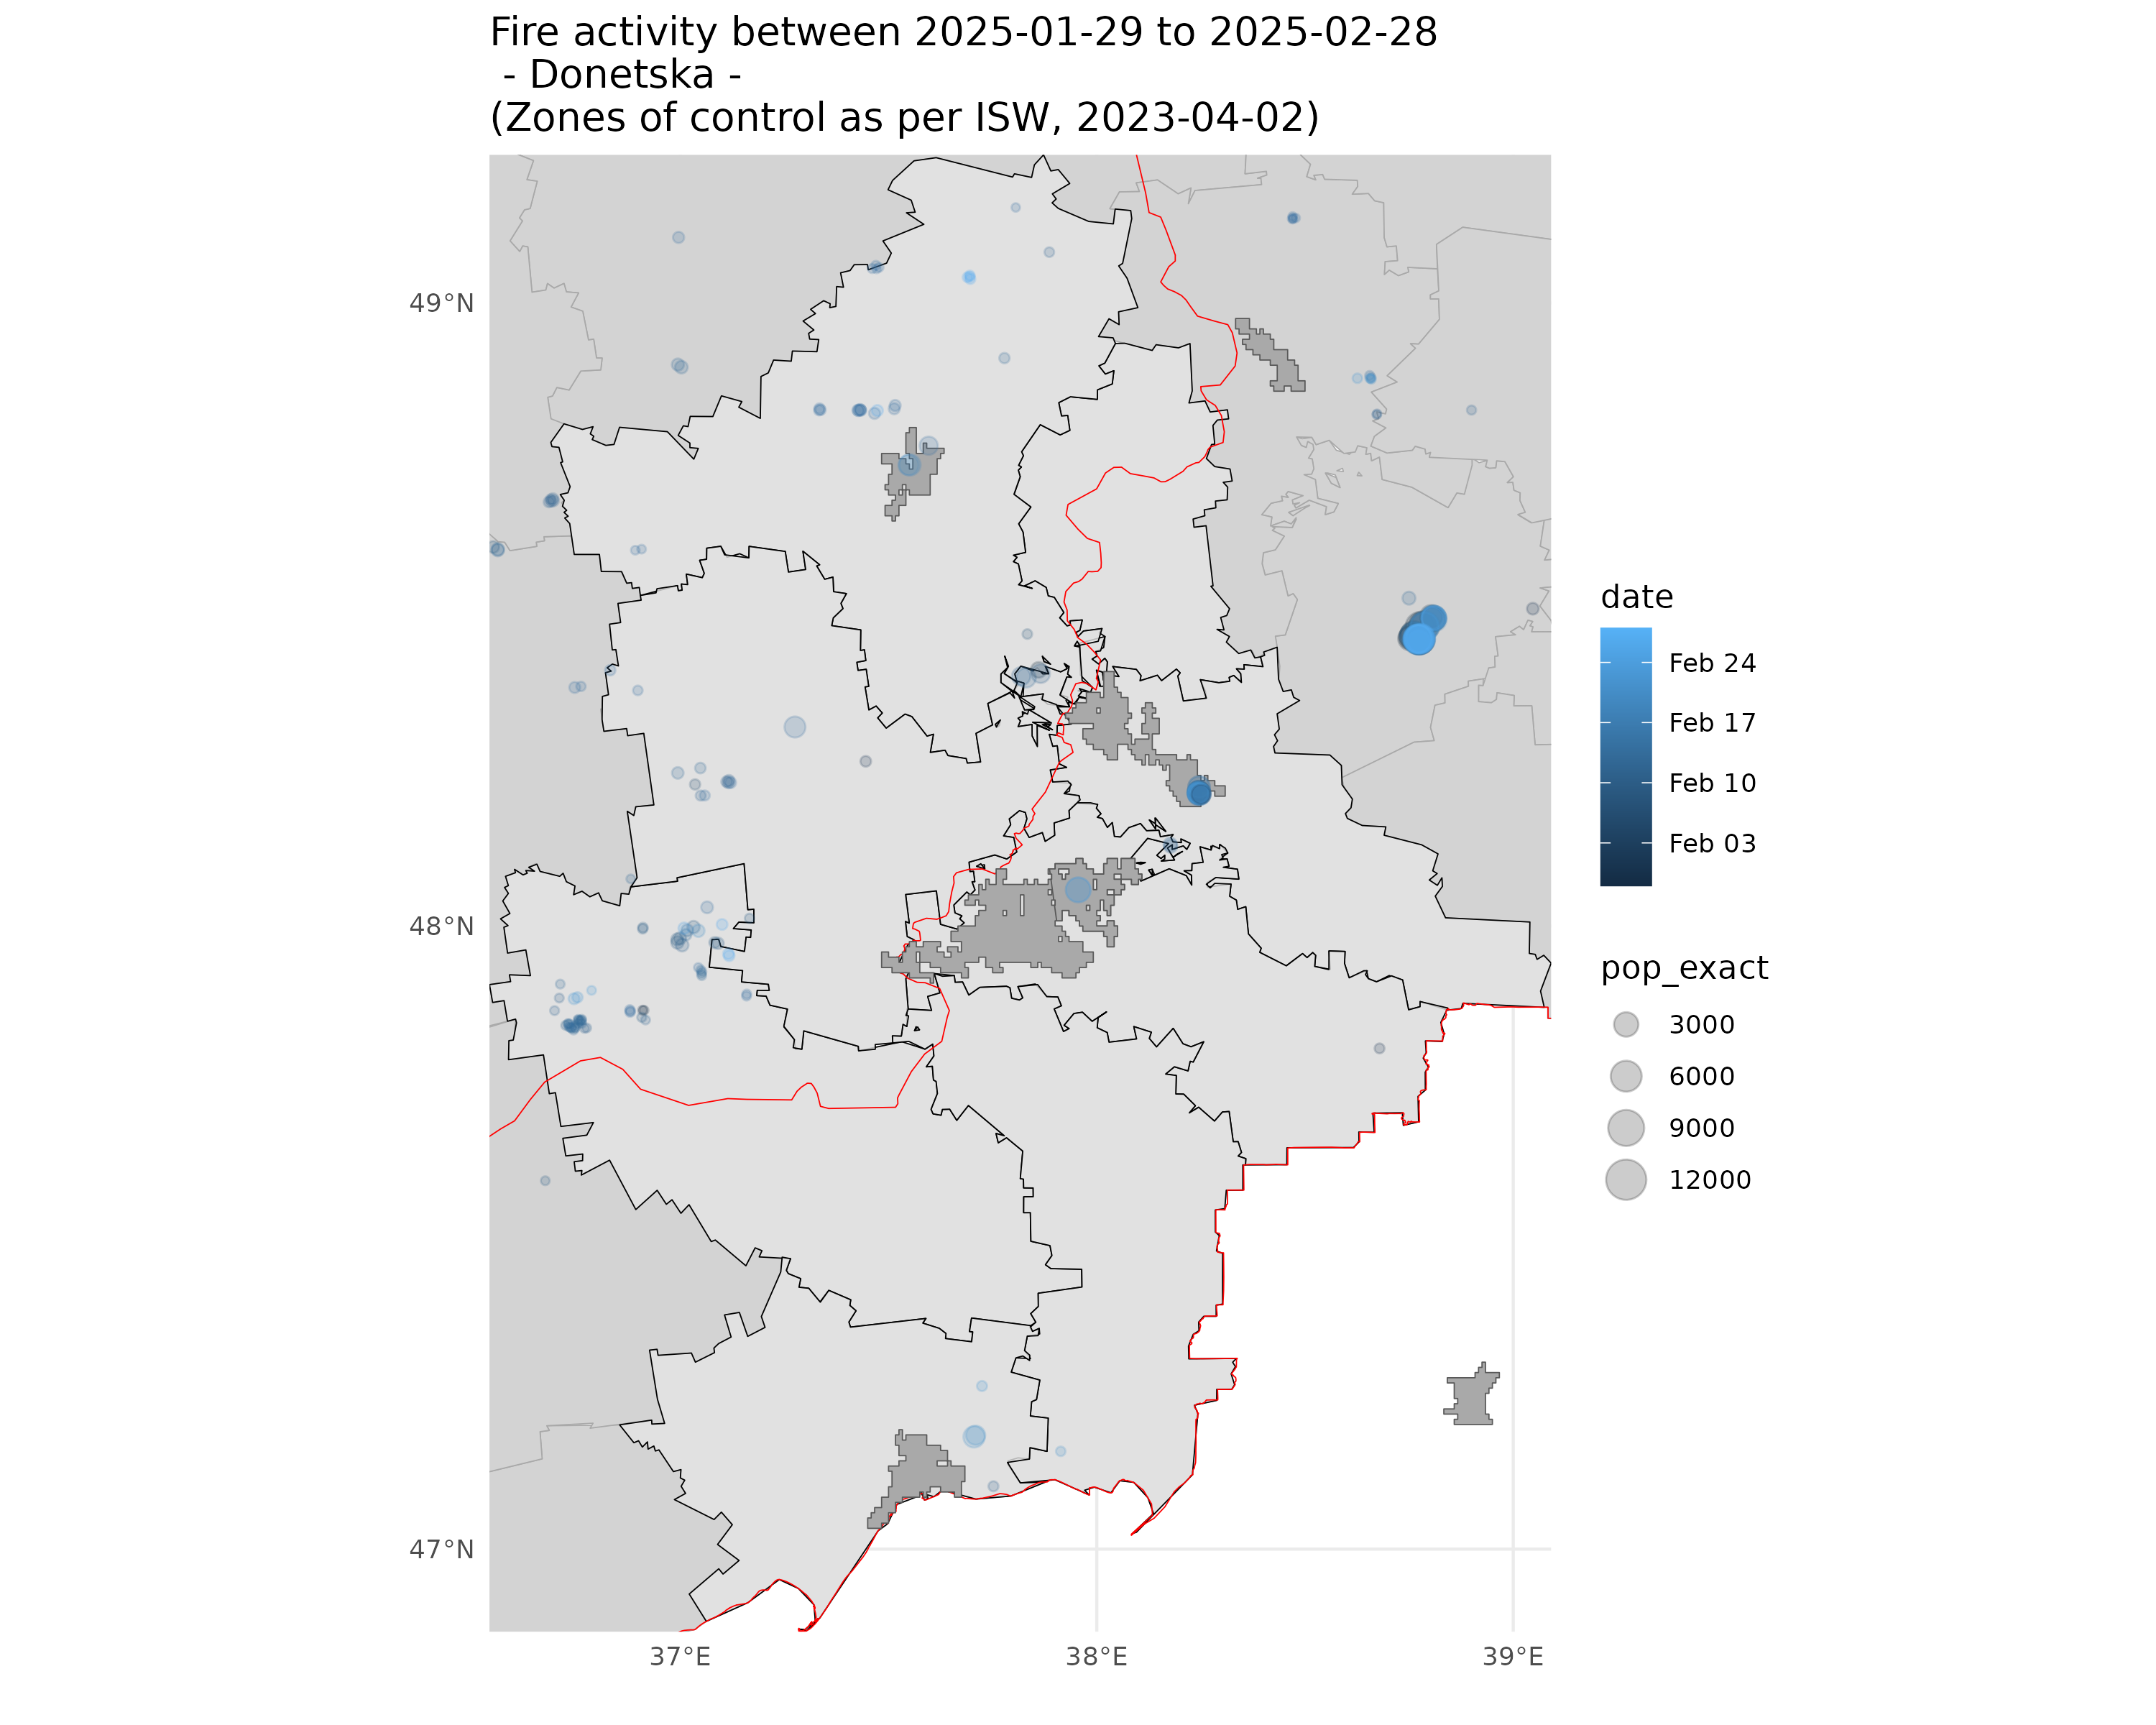 Fire activity between 2025-01-29 to 2025-02-28
- Donetska -
(Zones of control as per ISW, 2023-04-02)
49°N
48°N
47°N
37°E
38°E
39°E
date
Feb 24
Feb 17
Feb 10
Feb 03
pop_exact
3000
6000
9000
12000